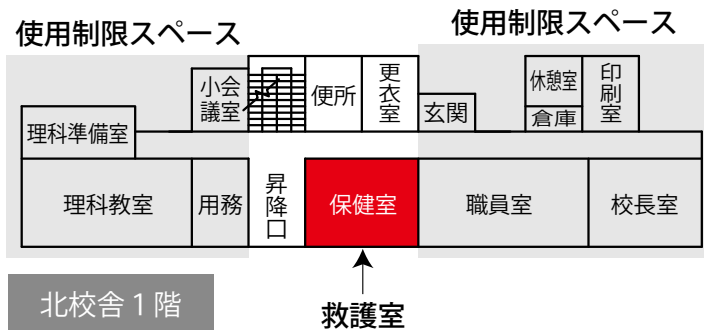 使用制限スペース
使用制限スペース
小会
議室
便所
更衣室
玄関
休憩室
倉庫
印刷室
理科準備室
理科教室
用務
昇降口
保健室
職員室
校長室
北校舎1階
救護室